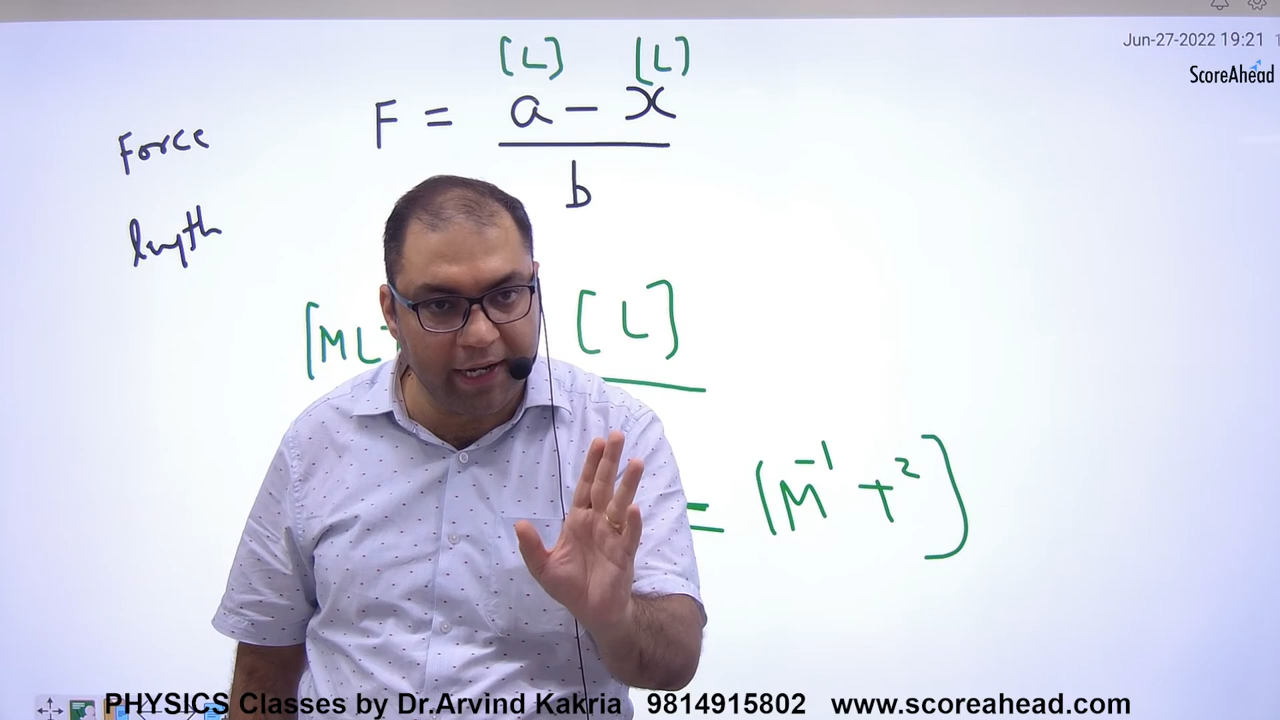 Jun-27-2022 19:21
ScoreAhead
[L] [L]
Force
F = a - x
b
length
[ML
[L]
= [M⁻¹ T²]
PHYSICS Classes by Dr.Arvind Kakria 9814915802 www.scoreahead.com